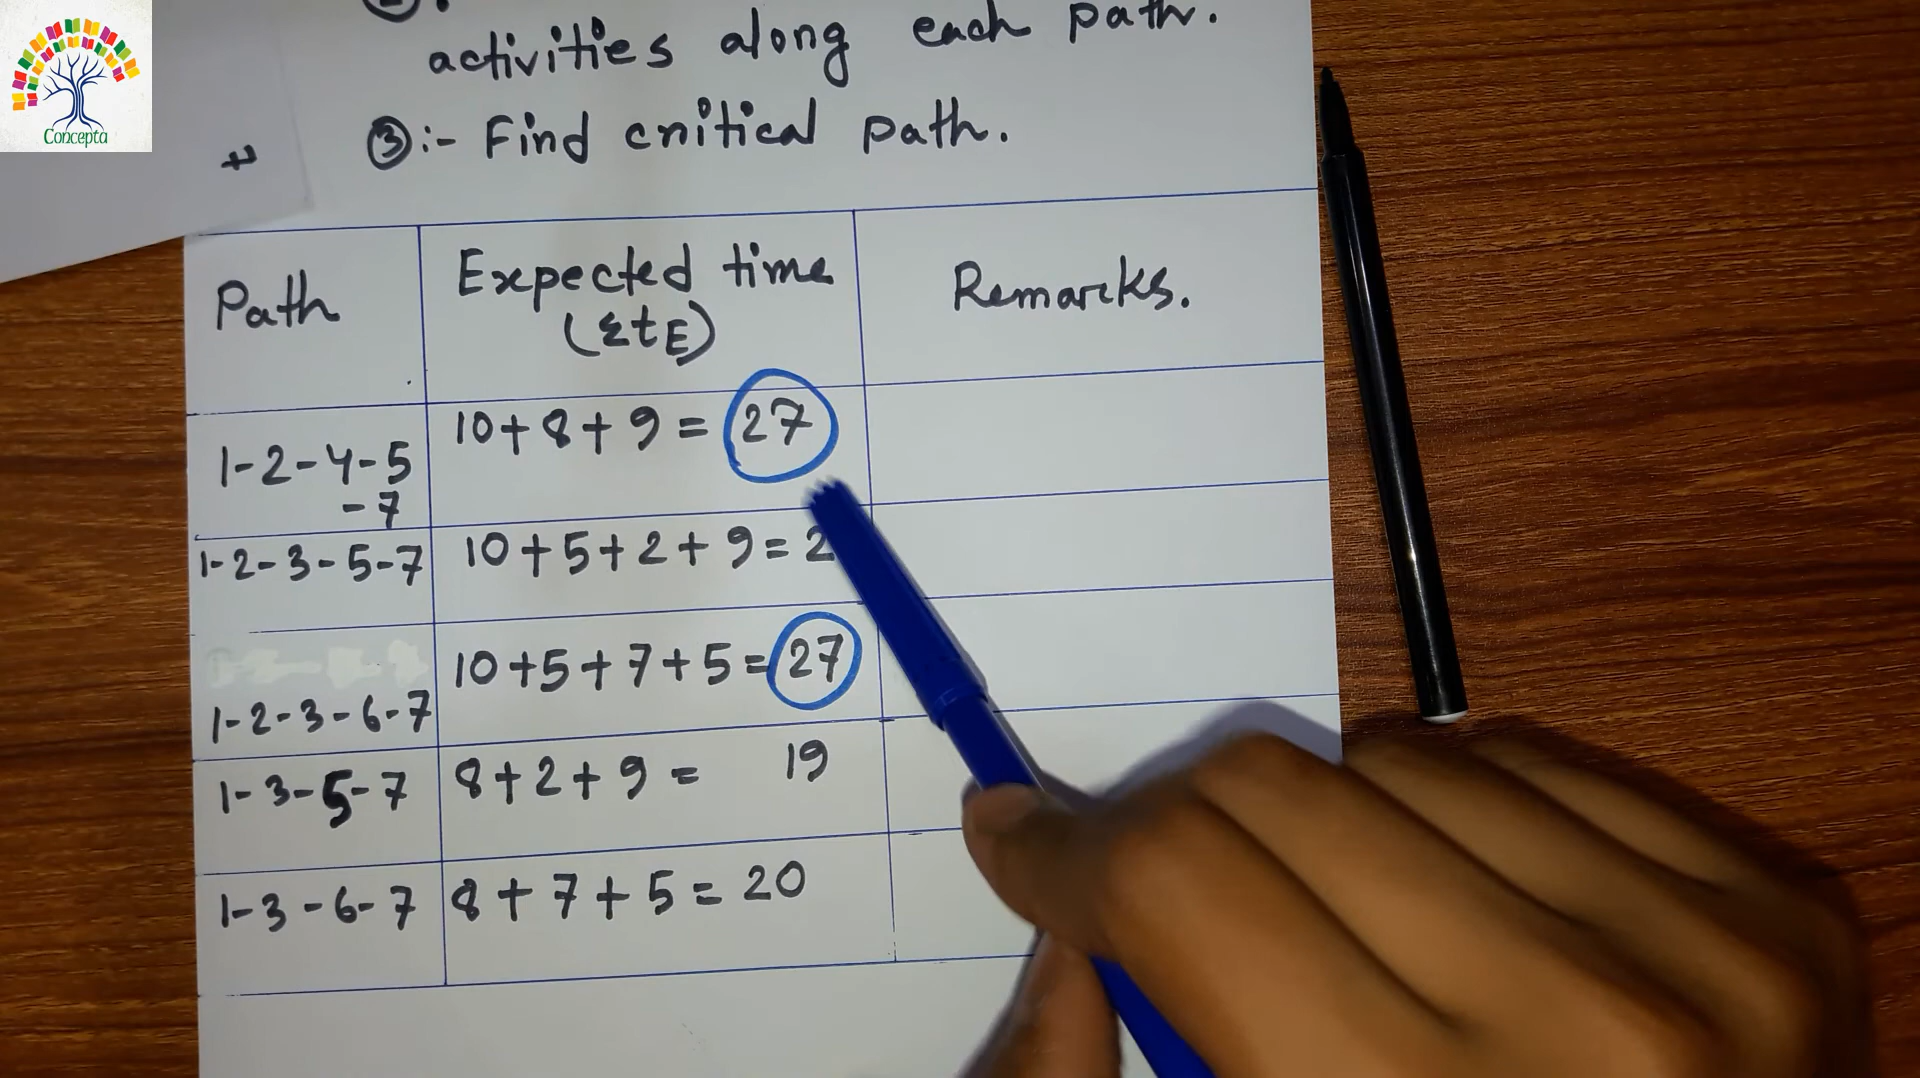 Concepta
activities along each path.
③:- Find critical path.
Path
Expected time
(ΣtE)
Remarks.
1-2-4-5
-7
10+8+9= 27
1-2-3-5-7
10+5+2+9=2
1-2-3-6-7
10+5+7+5=27
1-3-5-7
8+2+9= 19
1-3-6-7
8+7+5=20